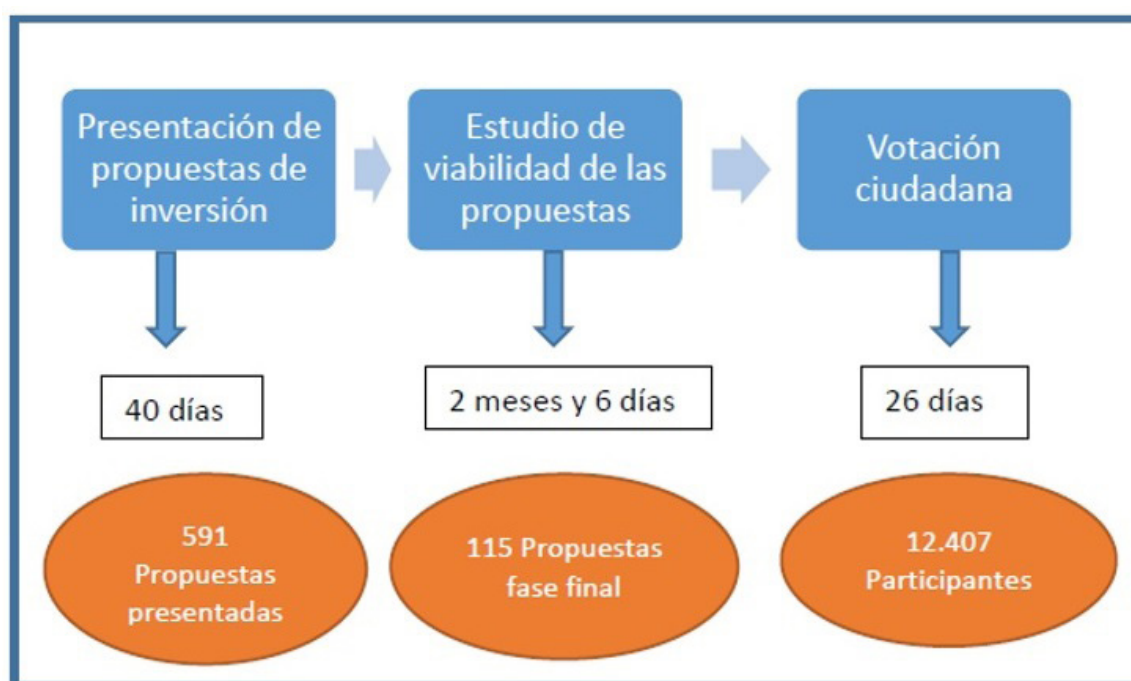 Presentación de
propuestas de
inversión
Estudio de
viabilidad de las
propuestas
Votación
ciudadana
40 días
2 meses y 6 días
26 días
591
Propuestas
presentadas
115 Propuestas
fase final
12.407
Participantes